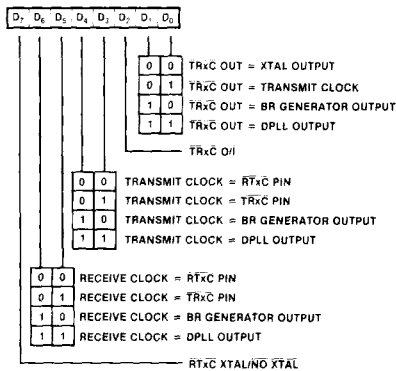 D₇ D₆ D₅ D₄ D₃ D₂ D₁ D₀
0 0 TRxC OUT = XTAL OUTPUT
0 1 TRxC OUT = TRANSMIT CLOCK
1 0 TRxC OUT = BR GENERATOR OUTPUT
1 1 TRxC OUT = DPLL OUTPUT
TRxC O/I
0 0 TRANSMIT CLOCK = RTxC PIN
0 1 TRANSMIT CLOCK = TRxC PIN
1 0 TRANSMIT CLOCK = BR GENERATOR OUTPUT
1 1 TRANSMIT CLOCK = DPLL OUTPUT
0 0 RECEIVE CLOCK = RTxC PIN
0 1 RECEIVE CLOCK = TRxC PIN
1 0 RECEIVE CLOCK = BR GENERATOR OUTPUT
1 1 RECEIVE CLOCK = DPLL OUTPUT
RTxC XTAL/NO XTAL